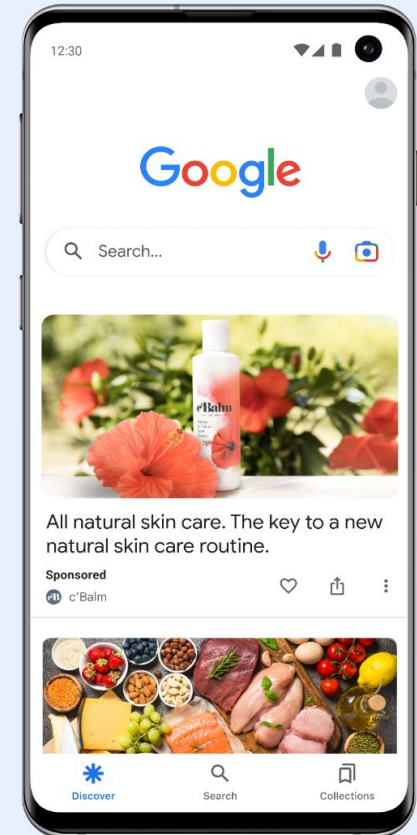 12:30
Google
Search...
c'Balm
All natural skin care. The key to a new
natural skin care routine.
Sponsored
c'Balm
Discover
Search
Collections